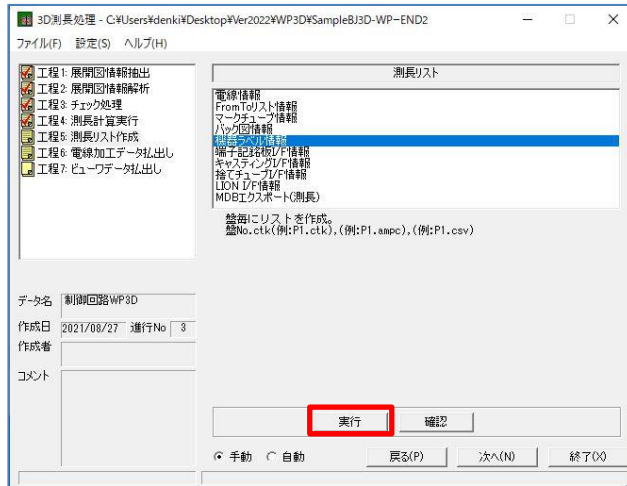 3D測長処理 - C:¥Users¥denki¥Desktop¥Ver2022¥WP3D¥SampleBJ3D-WP-END2
ファイル(F) 設定(S) ヘルプ(H)
工程1: 展開図情報抽出
工程2: 展開図情報解析
工程3: チェック処理
工程4: 測長計算実行
工程5: 測長リスト作成
工程6: 電線加工データ払出し
工程7: ビューワデータ払出し
測長リスト
電線情報
FromToリスト情報
マークチューブ情報
バック図情報
機器ラベル情報
端子記銘板I/F情報
キャスティングI/F情報
捨てチューブI/F情報
LION I/F情報
MDBエクスポート(測長)
盤毎にリストを作成。
盤No.ctk(例:P1.ctk),(例:P1.ampc),(例:P1.csv)
データ名 制御回路WP3D
作成日 2021/08/27 進行No 3
作成者
コメント
実行 確認
手動 自動 戻る(P) 次へ(N) 終了(X)